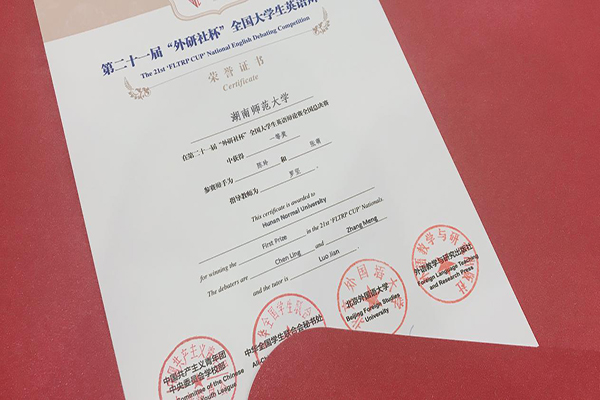 第二十一届“外研社杯”全国大学生英语辩
The 21st 'FLTRP CUP' National English Debating Competition
荣誉证书
Certificate
湖南师范大学
在第二十一届“外研社杯”全国大学生英语辩论赛全国总决赛
中获得 一等奖
参赛辩手为 陈玲 和 张萌
指导教师为 罗坚 .
This certificate is awarded to
Hunan Normal University
for winning the First Prize in the 21st 'FLTRP CUP' Nationals.
The debaters are Chen Ling and Zhang Meng
and the tutor is Luo Jian .
中国共产主义青年团
中央委员会学校部
Committee of the Chinese
Youth League
中华全国学生联合会秘书处
All-C
北京外国语大学
Beijing Foreign Studies
University
外语教学与研究出版社
Foreign Language Teaching
and Research Press